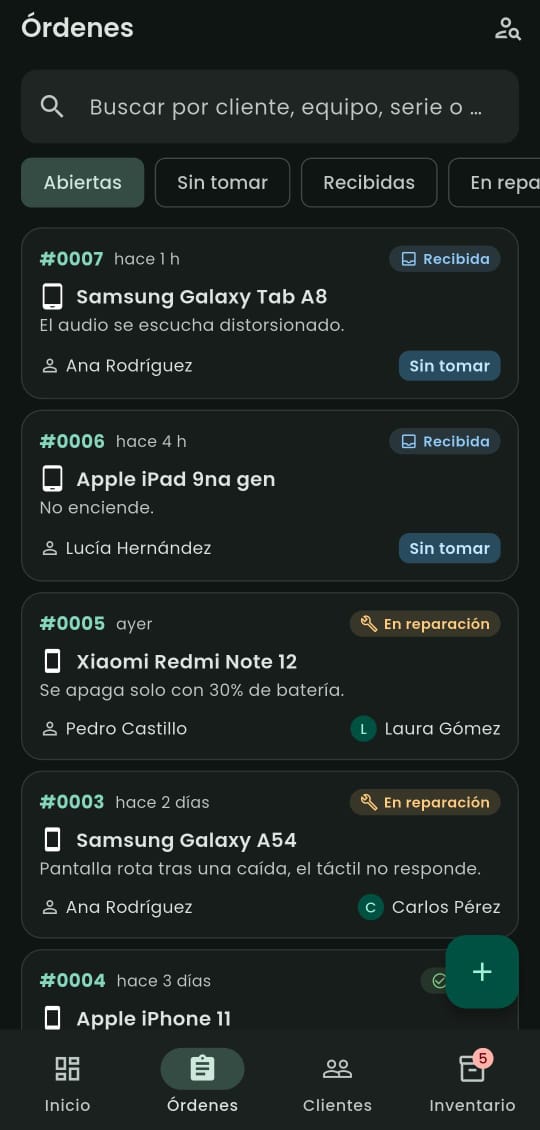 Órdenes
Buscar por cliente, equipo, serie o ...
Abiertas Sin tomar Recibidas En repa
#0007 hace 1 h Recibida
Samsung Galaxy Tab A8
El audio se escucha distorsionado.
Ana Rodríguez Sin tomar
#0006 hace 4 h Recibida
Apple iPad 9na gen
No enciende.
Lucía Hernández Sin tomar
#0005 ayer En reparación
Xiaomi Redmi Note 12
Se apaga solo con 30% de batería.
Pedro Castillo L Laura Gómez
#0003 hace 2 días En reparación
Samsung Galaxy A54
Pantalla rota tras una caída, el táctil no responde.
Ana Rodríguez C Carlos Pérez
#0004 hace 3 días
Apple iPhone 11
5
Inicio Órdenes Clientes Inventario